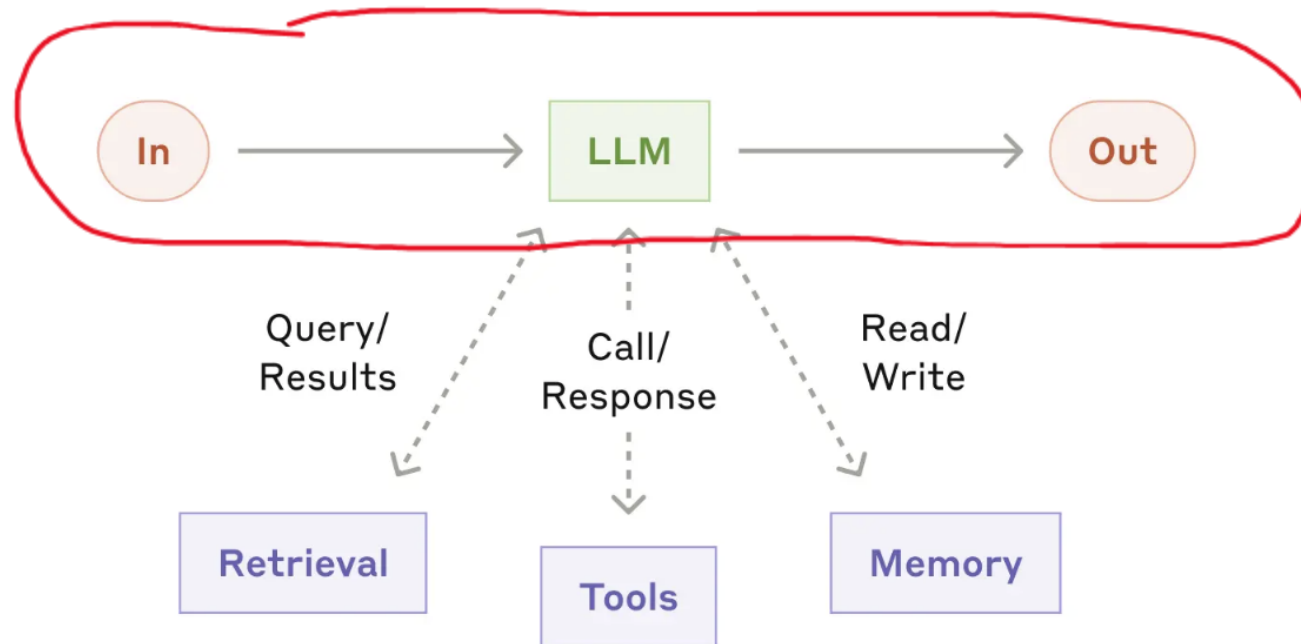 In
LLM
Out
Query/
Results
Call/
Response
Read/
Write
Retrieval
Tools
Memory